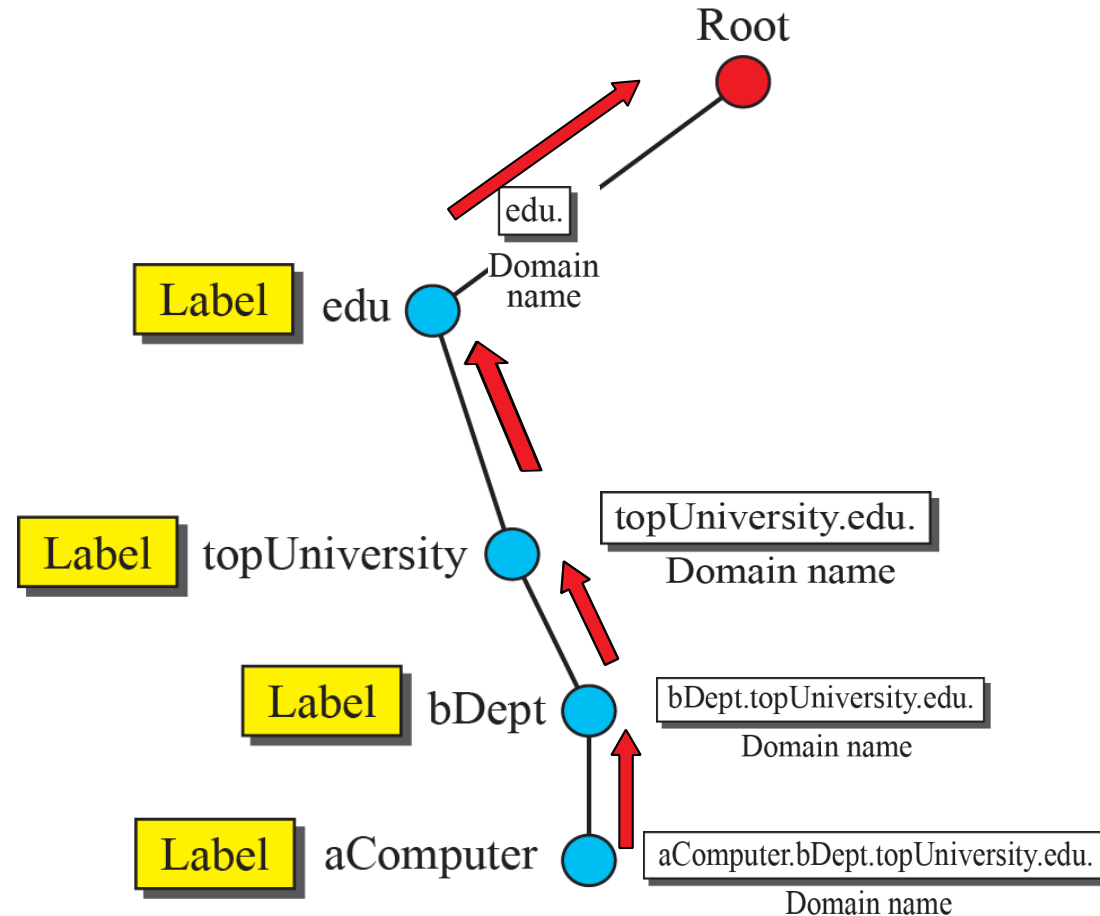 Root
edu.
Domain
name
Label edu
topUniversity.edu.
Label topUniversity
Domain name
Label bDept
bDept.topUniversity.edu.
Domain name
Label aComputer
aComputer.bDept.topUniversity.edu.
Domain name